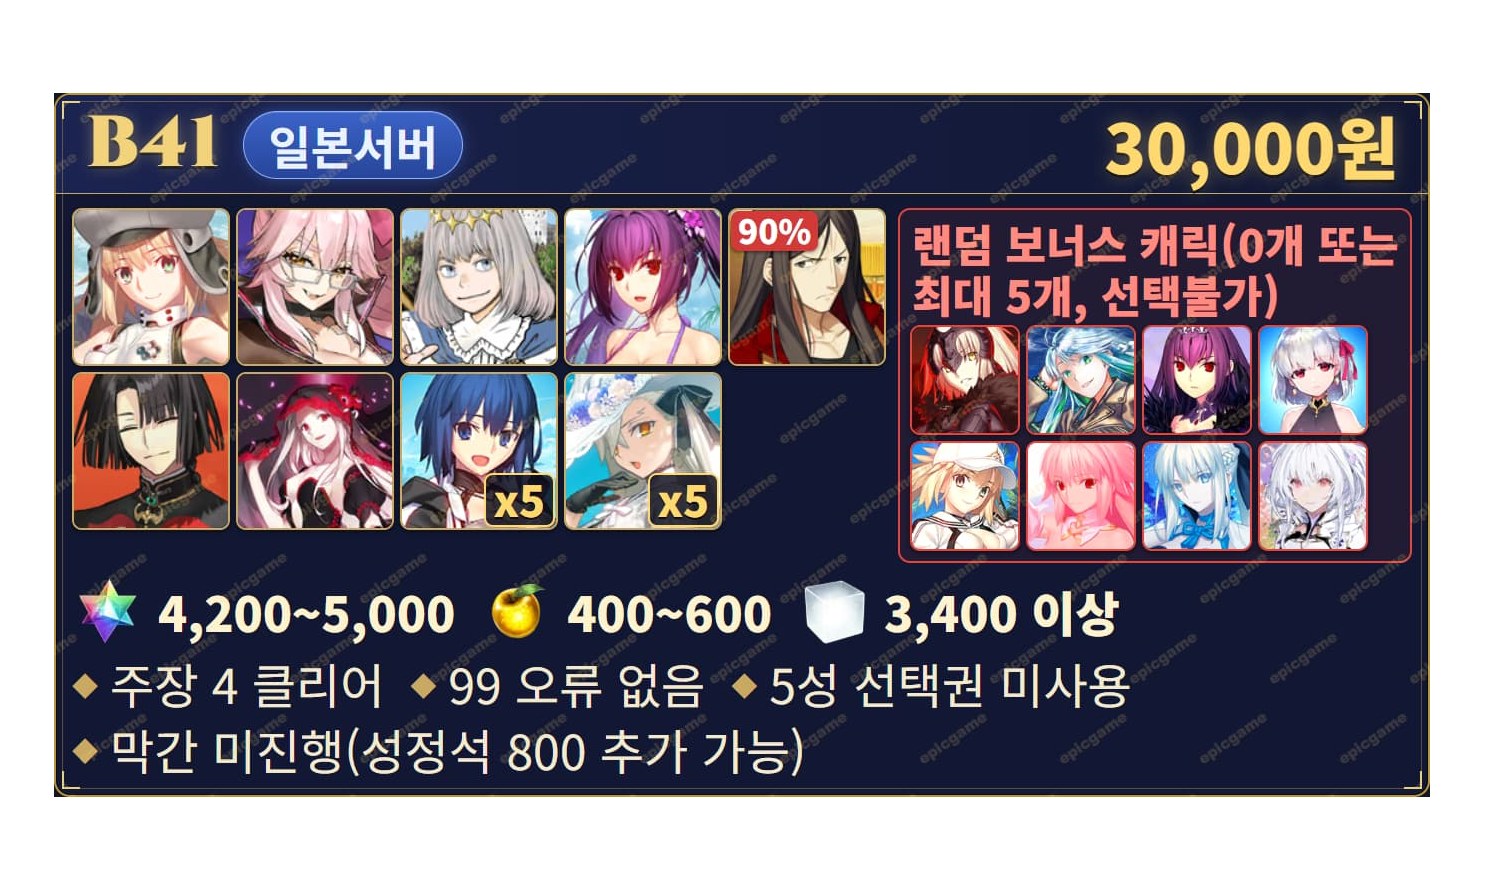 B41 일본서버 30,000원
90%
랜덤 보너스 캐릭(0개 또는
최대 5개, 선택불가)
x5 x5
4,200~5,000 400~600 3,400 이상
◆ 주장 4 클리어 ◆ 99 오류 없음 ◆ 5성 선택권 미사용
◆ 막간 미진행(성정석 800 추가 가능)
epicgame